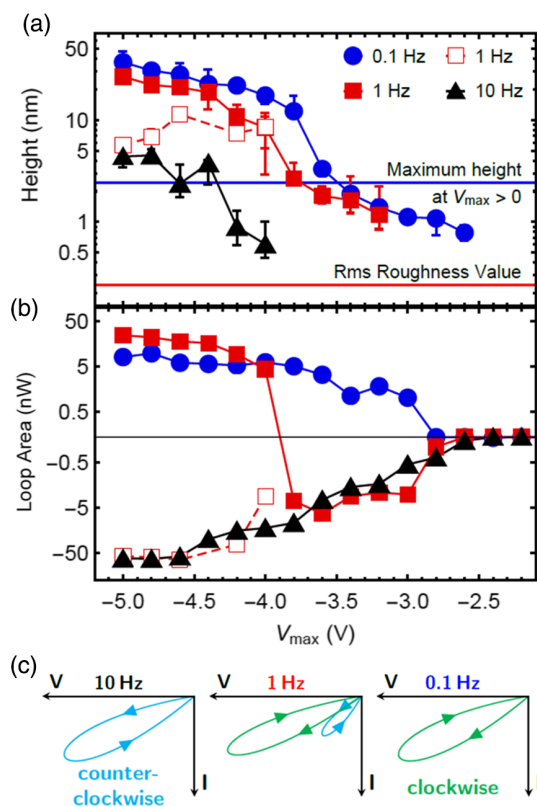 (a)
50
10
5
1
0.5
Height (nm)
0.1 Hz
1 Hz
1 Hz
10 Hz
Maximum height
at Vmax > 0
Rms Roughness Value
(b)
50
5
0.5
−0.5
−5
−50
Loop Area (nW)
−5.0 −4.5 −4.0 −3.5 −3.0 −2.5
Vmax (V)
(c)
V 10 Hz
counter-
clockwise
I
V 1 Hz
I
V 0.1 Hz
clockwise
I